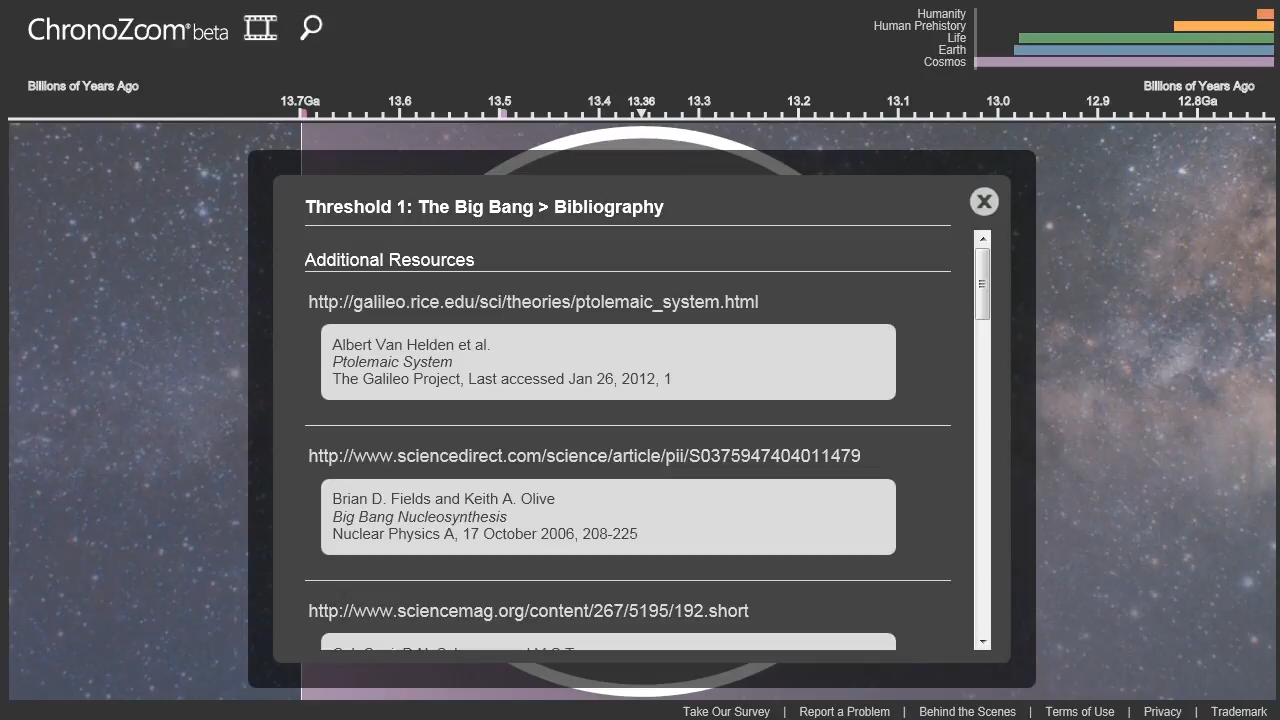 ChronoZoom® beta
Humanity
Human Prehistory
Life
Earth
Cosmos
Billions of Years Ago
Billions of Years Ago
13.7Ga 13.6 13.5 13.4 13.36 13.3 13.2 13.1 13.0 12.9 12.8Ga
Threshold 1: The Big Bang > Bibliography
Additional Resources
http://galileo.rice.edu/sci/theories/ptolemaic_system.html
Albert Van Helden et al.
Ptolemaic System
The Galileo Project, Last accessed Jan 26, 2012, 1
http://www.sciencedirect.com/science/article/pii/S0375947404011479
Brian D. Fields and Keith A. Olive
Big Bang Nucleosynthesis
Nuclear Physics A, 17 October 2006, 208-225
http://www.sciencemag.org/content/267/5195/192.short
Take Our Survey | Report a Problem | Behind the Scenes | Terms of Use | Privacy | Trademark